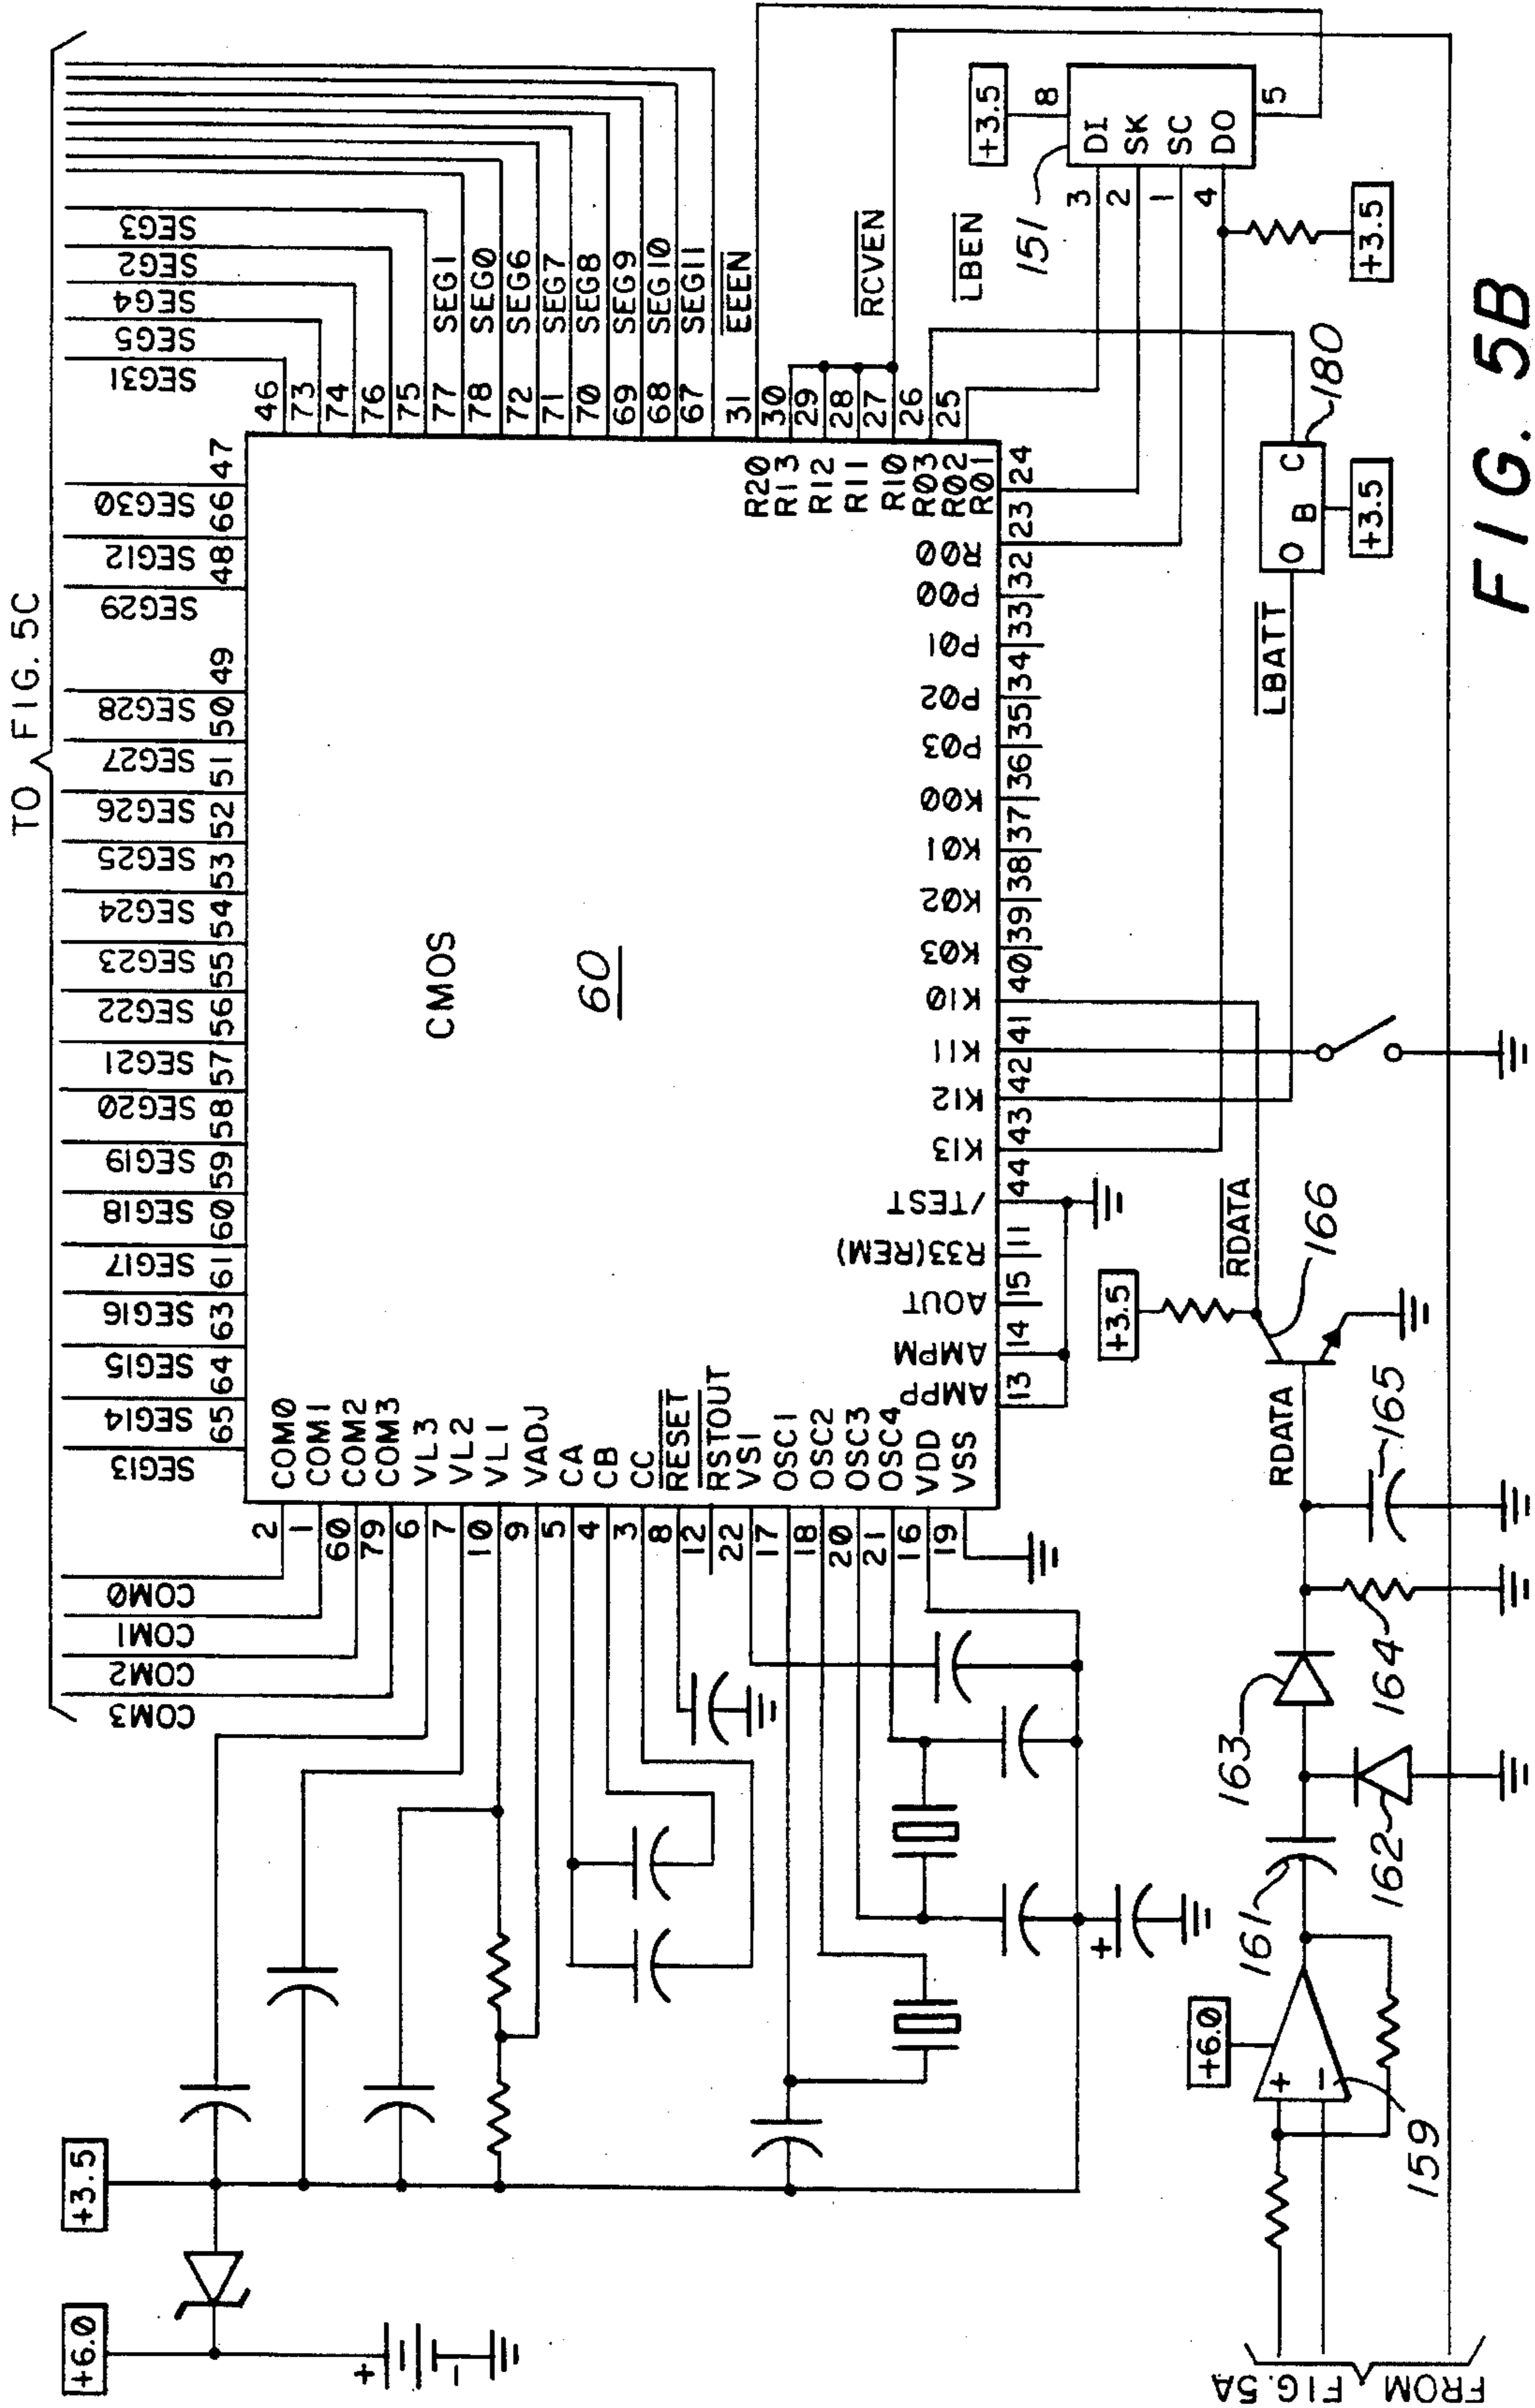 TO FIG. 5C
COM3
COM2
COM1
COM0
SEG13
SEG14
SEG15
SEG16
SEG17
SEG18
SEG19
SEG20
SEG21
SEG22
SEG23
SEG24
SEG25
SEG26
SEG27
SEG28
SEG29
SEG12
SEG30
SEG31
SEG5
SEG4
SEG2
SEG3
65 64 63 61 60 59 58 57 56 55 54 53 52 51 50 49 48 66 47
46
73
74
76
75
77 SEG1
78 SEG0
72 SEG6
71 SEG7
70 SEG8
69 SEG9
68 SEG10
67 SEG11
31 EEEN
30
29
28
27 RCVEN
26
25 LBEN
2 COM0
1 COM1
60 COM2
79 COM3
6 VL3
7 VL2
10 VL1
9 VADJ
5 CA
4 CB
3 CC
8 RESET
12 RSTOUT
22 VS1
17 OSC1
18 OSC2
20 OSC3
21 OSC4
16 VDD
19 VSS
CMOS
60
R20
R13
R12
R11
R10
R03
R02
R01
AMPP
AMPM
AOUT
R33(REM)
/TEST
K13
K12
K11
K10
K03
K02
K01
K00
P03
P02
P01
P00
R00
13 14 15 11 44 43 42 41 40 39 38 37 36 35 34 33 32 23 24
+6.0
+
-
+3.5
+
+3.5
8
151
3 DI
2 SK
1 SC
4 DO
5
+3.5
LBATT
O B C
180
+3.5
+3.5
RDATA
166
RDATA
165
164
163
162
161
+6.0
+
-
159
FROM FIG. 5A
FIG. 5B